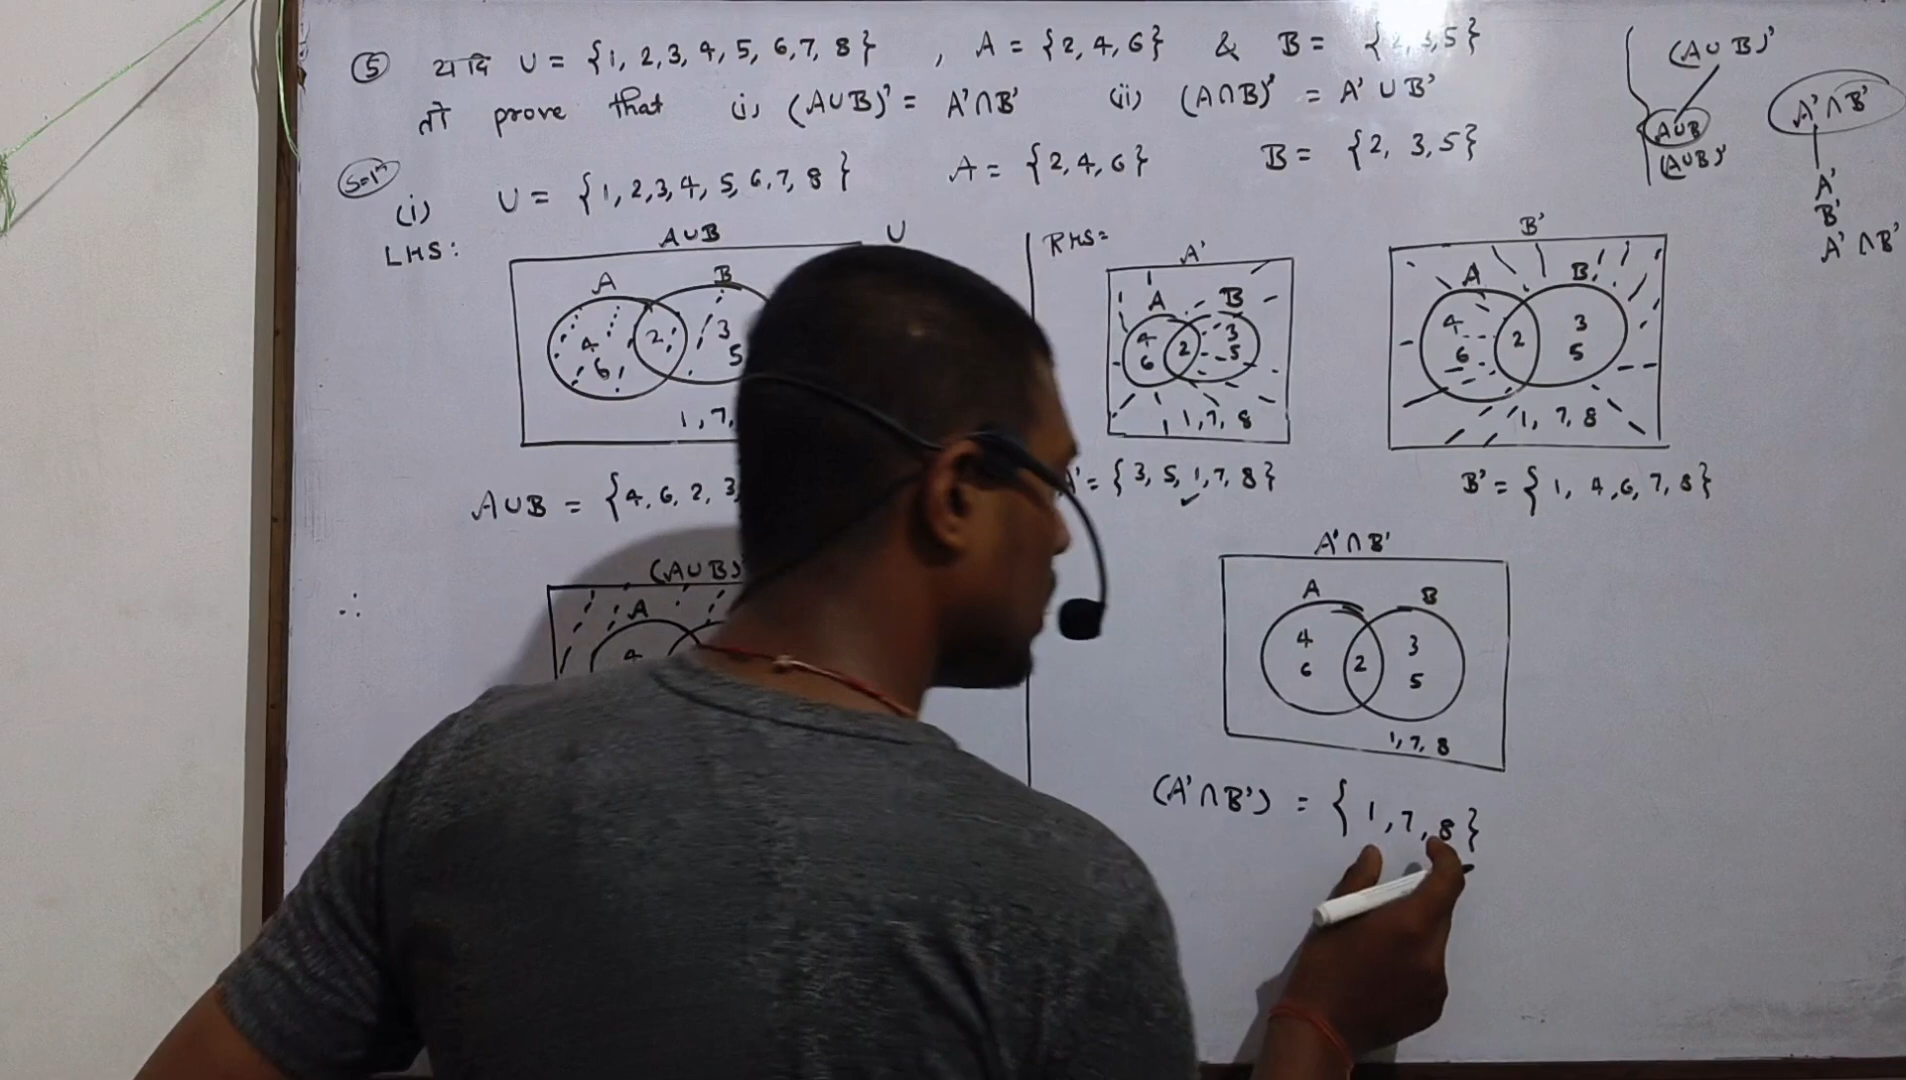 ⑤ यदि U = {1, 2, 3, 4, 5, 6, 7, 8} , A = {2, 4, 6} & B = {2, 3, 5}
तो prove that (i) (A∪B)' = A'∩B' (ii) (A∩B)' = A' ∪ B'
Solⁿ
(i) U = {1, 2, 3, 4, 5, 6, 7, 8} A = {2, 4, 6} B = {2, 3, 5}
(A∪B)'
A∪B
(A∪B)'
A'∩B'
A'
B'
A' ∩B'
LHS:
A∪B U
A B
4 2 3
6 5
1, 7,
A∪B = {4, 6, 2, 3
∴ (A∪B)
A
4
RHS=
A'
A B
4 2 3
6 5
1, 7, 8
A' = {3, 5, 1, 7, 8}
B'
A B
4 2 3
6 5
1, 7, 8
B' = {1, 4, 6, 7, 8}
A'∩B'
A B
4 2 3
6 5
1, 7, 8
(A'∩B') = {1, 7, 8}